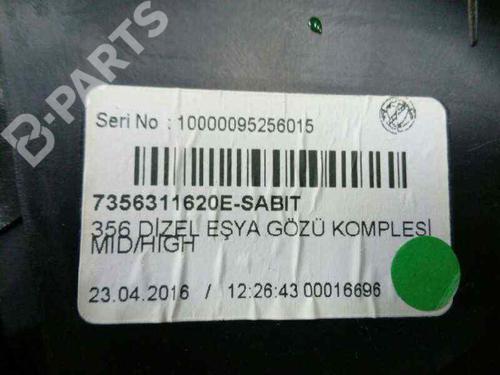 B-PARTS
Seri No : 10000095256015
7356311620E-SABIT
356 DİZEL EŞYA GÖZÜ KOMPLESİ
MID/HIGH
23.04.2016 / 12:26:43 00016696